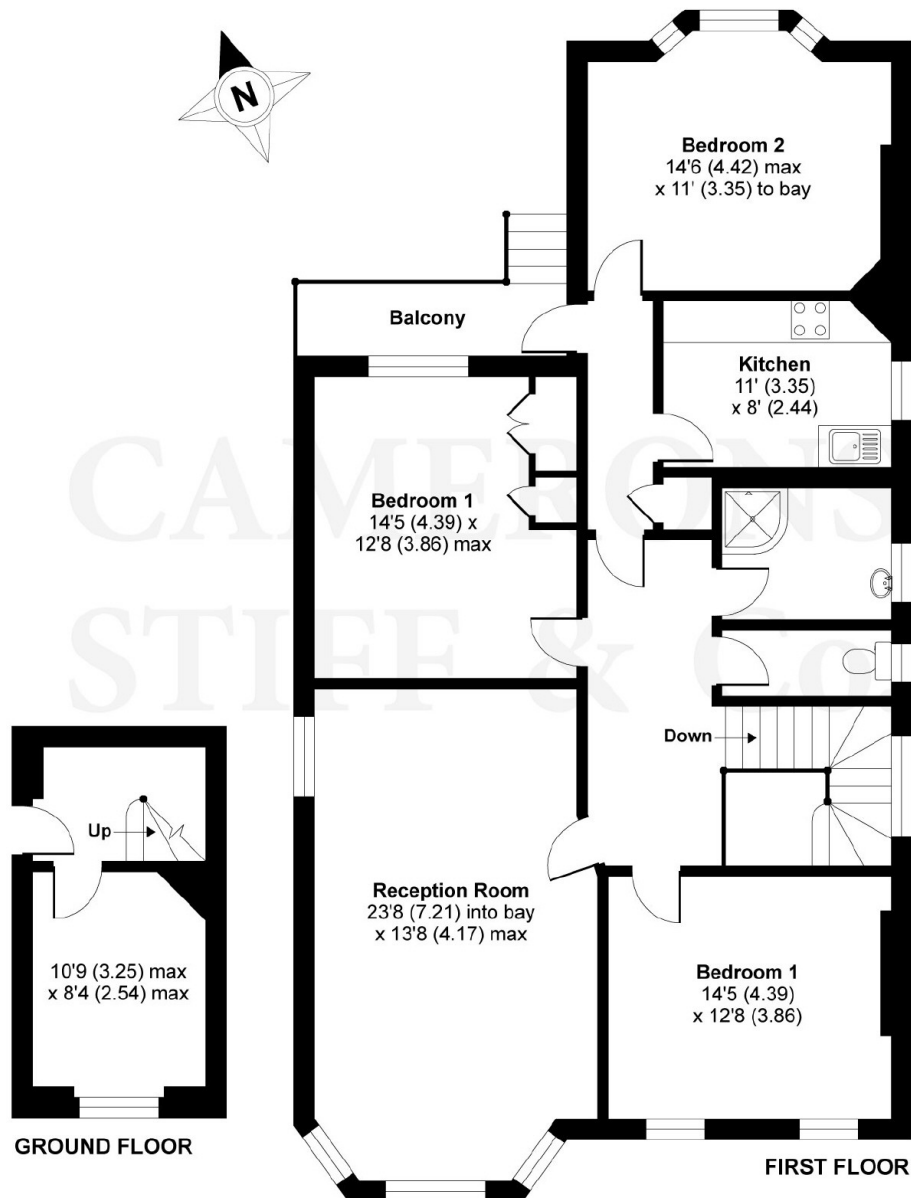 N
Bedroom 2
14'6 (4.42) max
x 11' (3.35) to bay
Balcony
Kitchen
11' (3.35)
x 8' (2.44)
Bedroom 1
14'5 (4.39) x
12'8 (3.86) max
CAMERONS
STIFF & Co
Down
Up
Reception Room
23'8 (7.21) into bay
x 13'8 (4.17) max
10'9 (3.25) max
x 8'4 (2.54) max
Bedroom 1
14'5 (4.39)
x 12'8 (3.86)
GROUND FLOOR
FIRST FLOOR